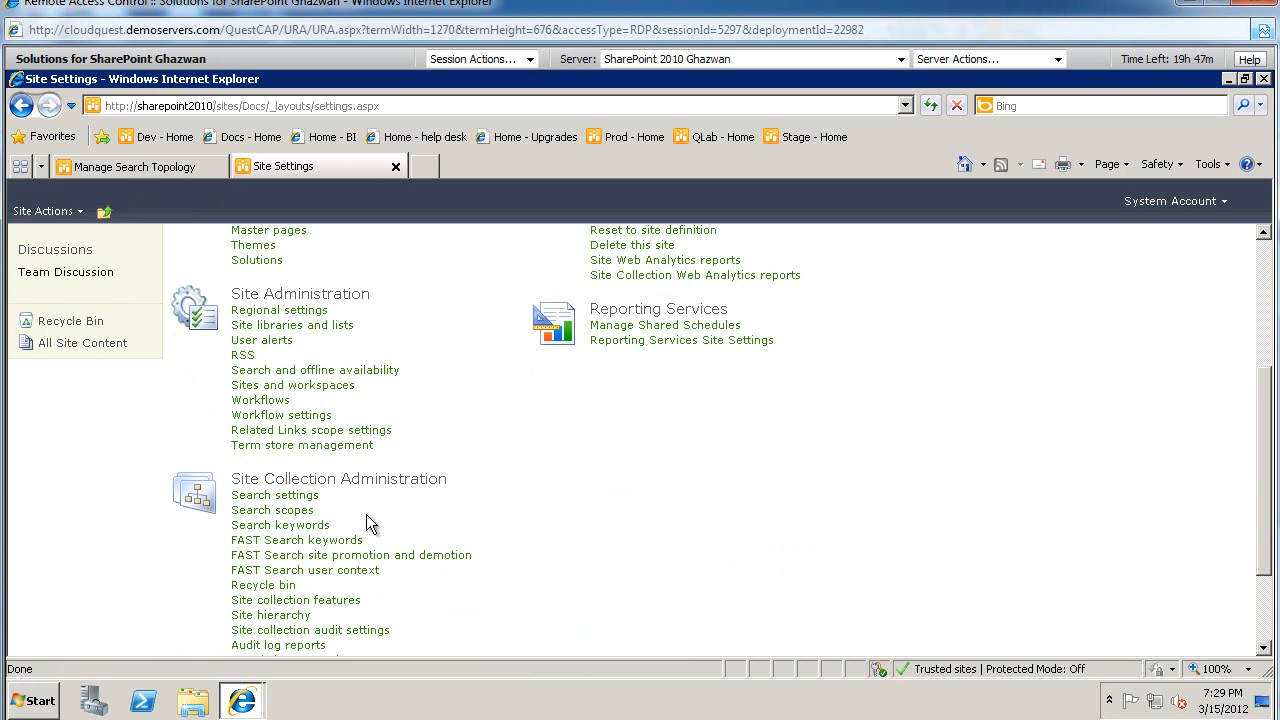 Remote Access Control :: Solutions for SharePoint Ghazwan - Windows Internet Explorer
http://cloudquest.demoservers.com/QuestCAP/URA/URA.aspx?termWidth=1270&termHeight=676&accessType=RDP&sessionId=5297&deploymentId=22982
Solutions for SharePoint Ghazwan Session Actions... Server: SharePoint 2010 Ghazwan Server Actions... Time Left: 19h 47m Help
Site Settings - Windows Internet Explorer
http://sharepoint2010/sites/Docs/_layouts/settings.aspx Bing
Favorites Dev - Home Docs - Home Home - BI Home - help desk Home - Upgrades Prod - Home QLab - Home Stage - Home
Manage Search Topology Site Settings Page Safety Tools
Site Actions System Account
Discussions
Team Discussion
Recycle Bin
All Site Content
Master pages
Themes
Solutions
Site Administration
Regional settings
Site libraries and lists
User alerts
RSS
Search and offline availability
Sites and workspaces
Workflows
Workflow settings
Related Links scope settings
Term store management
Site Collection Administration
Search settings
Search scopes
Search keywords
FAST Search keywords
FAST Search site promotion and demotion
FAST Search user context
Recycle bin
Site collection features
Site hierarchy
Site collection audit settings
Audit log reports
Reset to site definition
Delete this site
Site Web Analytics reports
Site Collection Web Analytics reports
Reporting Services
Manage Shared Schedules
Reporting Services Site Settings
Done Trusted sites | Protected Mode: Off 100%
Start 7:29 PM
3/15/2012